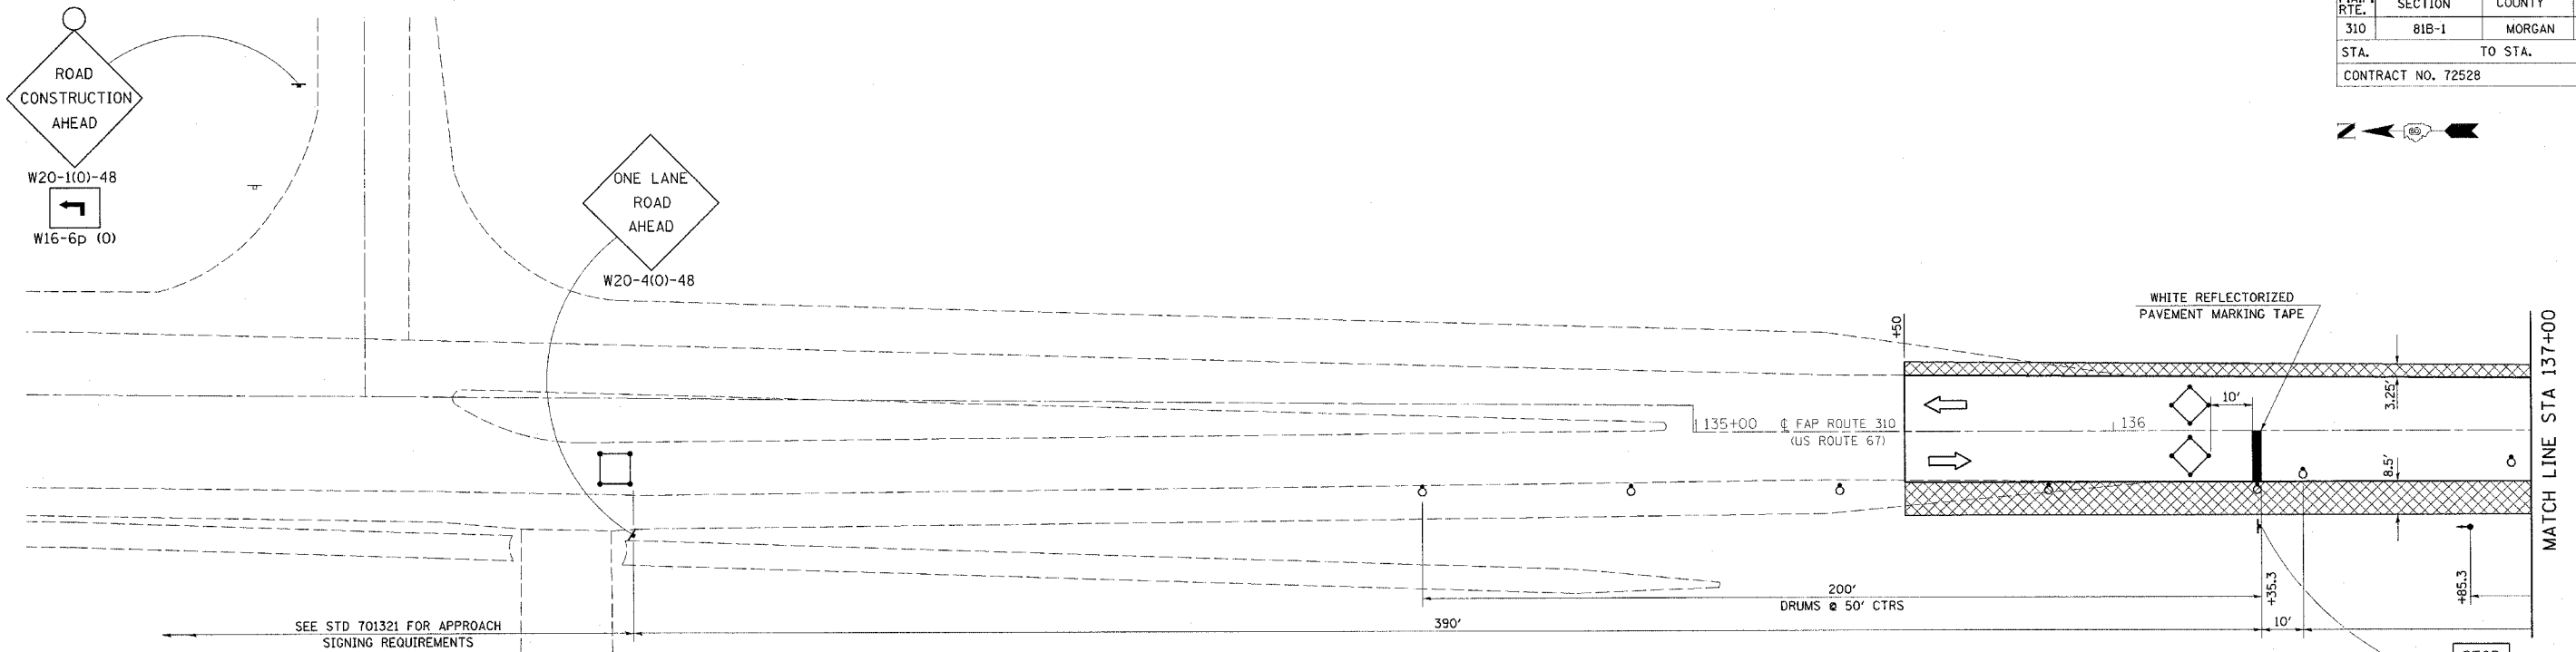 RTE.
SECTION
COUNTY
310
81B-1
MORGAN
STA.
TO STA.
CONTRACT NO. 72528
ROAD
CONSTRUCTION
AHEAD
W20-1(O)-48
W16-6p (O)
ONE LANE
ROAD
AHEAD
W20-4(O)-48
WHITE REFLECTORIZED
PAVEMENT MARKING TAPE
+50
10'
3.25'
135+00
℄ FAP ROUTE 310
(US ROUTE 67)
136
8.5'
MATCH LINE STA 137+00
200'
DRUMS @ 50' CTRS
+35.3
+85.3
390'
10'
SEE STD 701321 FOR APPROACH
SIGNING REQUIREMENTS